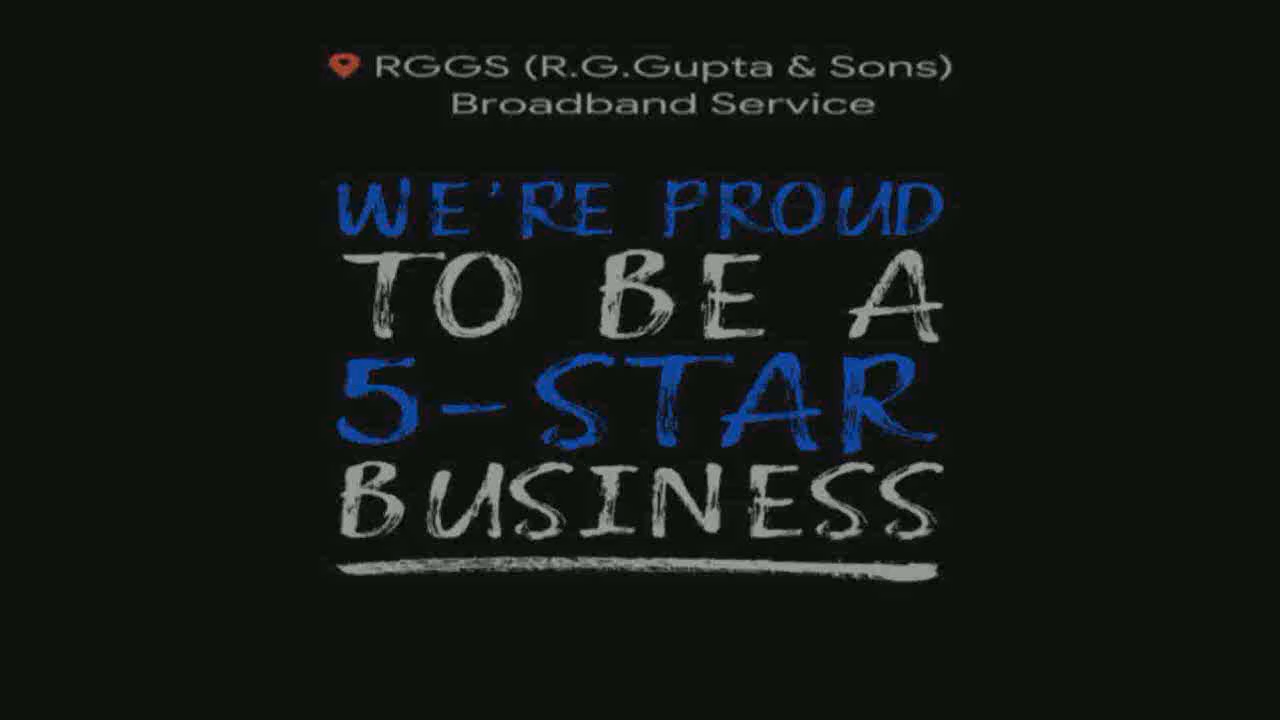 RGGS (R.G.Gupta & Sons)
Broadband Service
WE'RE PROUD
TO BE A
5-STAR
BUSINESS